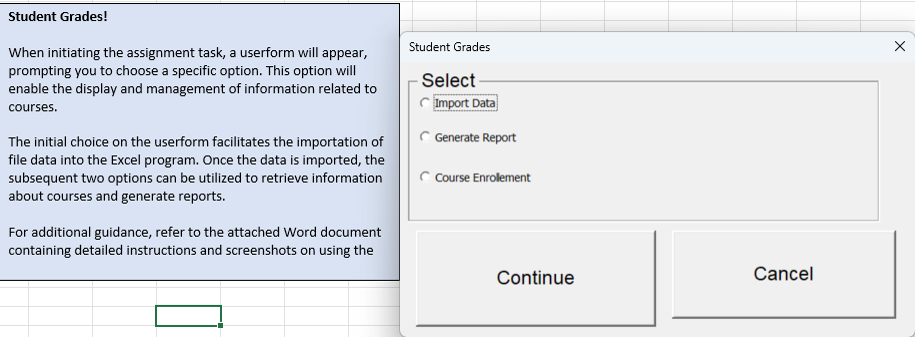 Student Grades!
When initiating the assignment task, a userform will appear,
prompting you to choose a specific option. This option will
enable the display and management of information related to
courses.
The initial choice on the userform facilitates the importation of
file data into the Excel program. Once the data is imported, the
subsequent two options can be utilized to retrieve information
about courses and generate reports.
For additional guidance, refer to the attached Word document
containing detailed instructions and screenshots on using the
Student Grades
Select
Import Data
Generate Report
Course Enrolement
Continue
Cancel